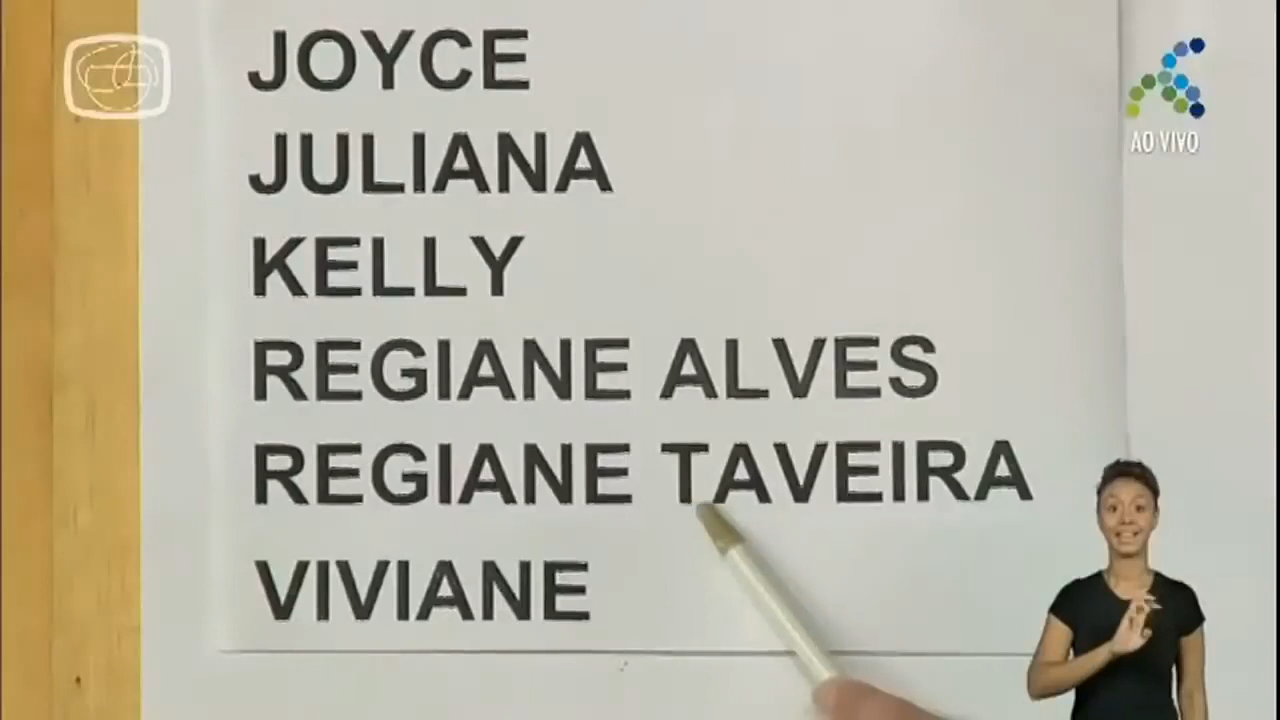 JOYCE
AO VIVO
JULIANA
KELLY
REGIANE ALVES
REGIANE TAVEIRA
VIVIANE